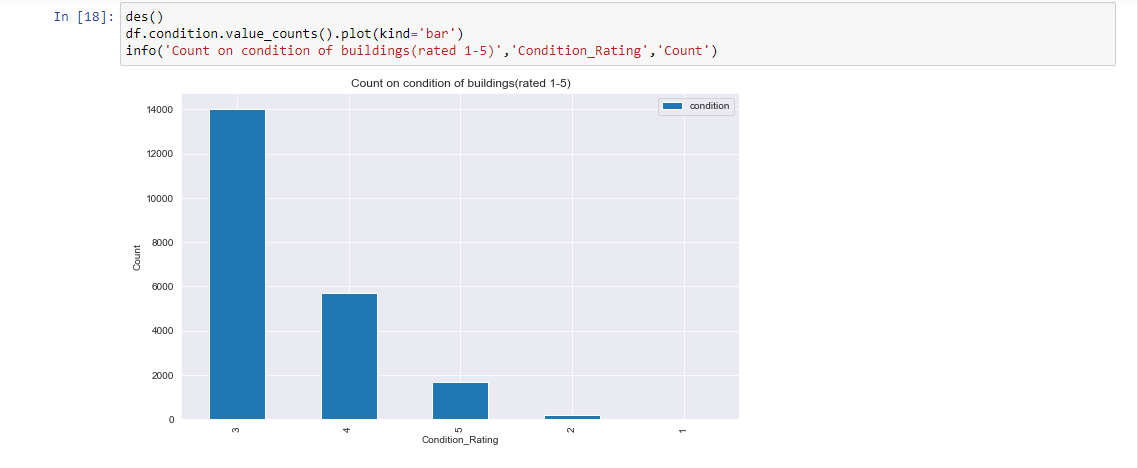 In [18]:
des()
df.condition.value_counts().plot(kind='bar')
info('Count on condition of buildings(rated 1-5)','Condition_Rating','Count')
Count on condition of buildings(rated 1-5)
condition
14000
12000
10000
8000
6000
4000
2000
0
Count
3 4 5 2 1
Condition_Rating